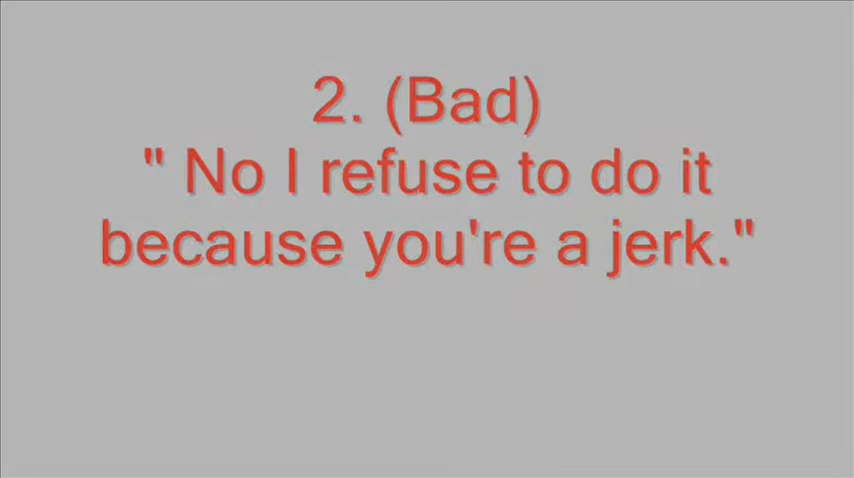 2. (Bad)
" No I refuse to do it
because you're a jerk."